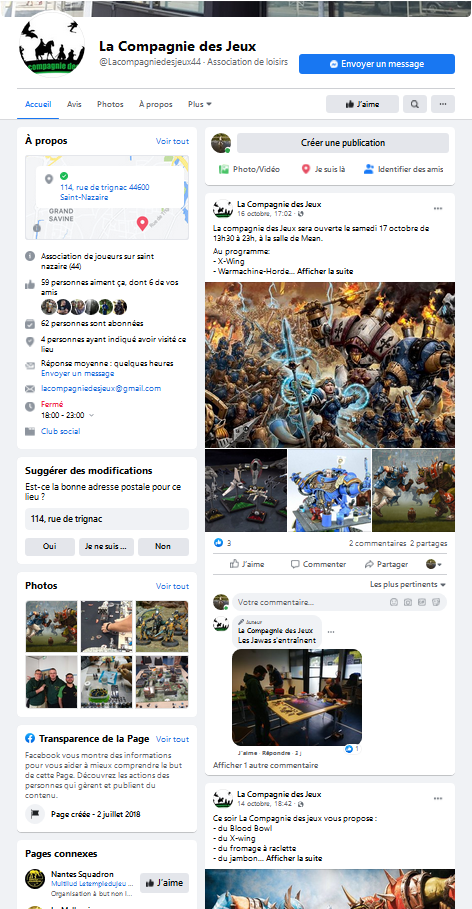 compagnie de
La Compagnie des Jeux
@Lacompagniedesjeux44 · Association de loisirs
Envoyer un message
Accueil Avis Photos À propos Plus
J'aime
À propos Voir tout
114, rue de trignac 44600
Saint-Nazaire
GRAND
SAVINE
Association de joueurs sur saint
nazaire (44)
59 personnes aiment ça, dont 6 de vos
amis
62 personnes sont abonnées
4 personnes ayant indiqué avoir visité ce
lieu
Réponse moyenne : quelques heures
Envoyer un message
lacompagniedesjeux@gmail.com
Fermé
18:00 - 23:00
Club social
Suggérer des modifications
Est-ce la bonne adresse postale pour ce
lieu ?
114, rue de trignac
Oui Je ne suis ... Non
Photos Voir tout
Transparence de la Page Voir tout
Facebook vous montre des informations
pour vous aider à mieux comprendre le but
de cette Page. Découvrez les actions des
personnes qui gèrent et publient du
contenu.
Page créée - 2 juillet 2018
Pages connexes
Nantes Squadron
Multilud Letempledujeu ...
Organisation à but non l...
J'aime
Créer une publication
Photo/Vidéo Je suis là Identifier des amis
La Compagnie des Jeux
16 octobre, 17:02 ·
La compagnie des Jeux sera ouverte le samedi 17 octobre de
13h30 à 23h, à la salle de Mean.
Au programme:
- X-Wing
- Warmachine-Horde... Afficher la suite
3 2 commentaires 2 partages
J'aime Commenter Partager
Les plus pertinents
Votre commentaire...
Auteur
La Compagnie des Jeux
Les Jawas s'entraînent
1
J'aime · Répondre · 2 j
Afficher 1 autre commentaire
La Compagnie des Jeux
14 octobre, 18:42 ·
Ce soir La Compagnie des jeux vous propose :
- du Blood Bowl
- du X-wing
- du fromage à raclette
- du jambon... Afficher la suite